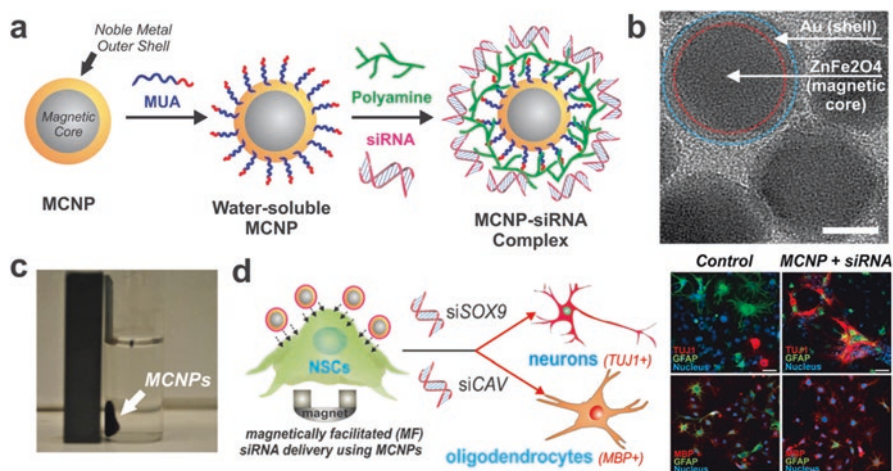 a
Noble Metal
Outer Shell
Magnetic
Core
MCNP
MUA
Water-soluble
MCNP
Polyamine
siRNA
MCNP-siRNA
Complex
b
Au (shell)
ZnFe2O4
(magnetic
core)
c
MCNPs
d
NSCs
magnet
magnetically facilitated (MF)
siRNA delivery using MCNPs
siSOX9
siCAV
neurons (TUJ1+)
oligodendrocytes (MBP+)
Control
MCNP + siRNA
TUJ1
GFAP
Nucleus
TUJ1
GFAP
Nucleus
MBP
GFAP
Nucleus
MBP
GFAP
Nucleus